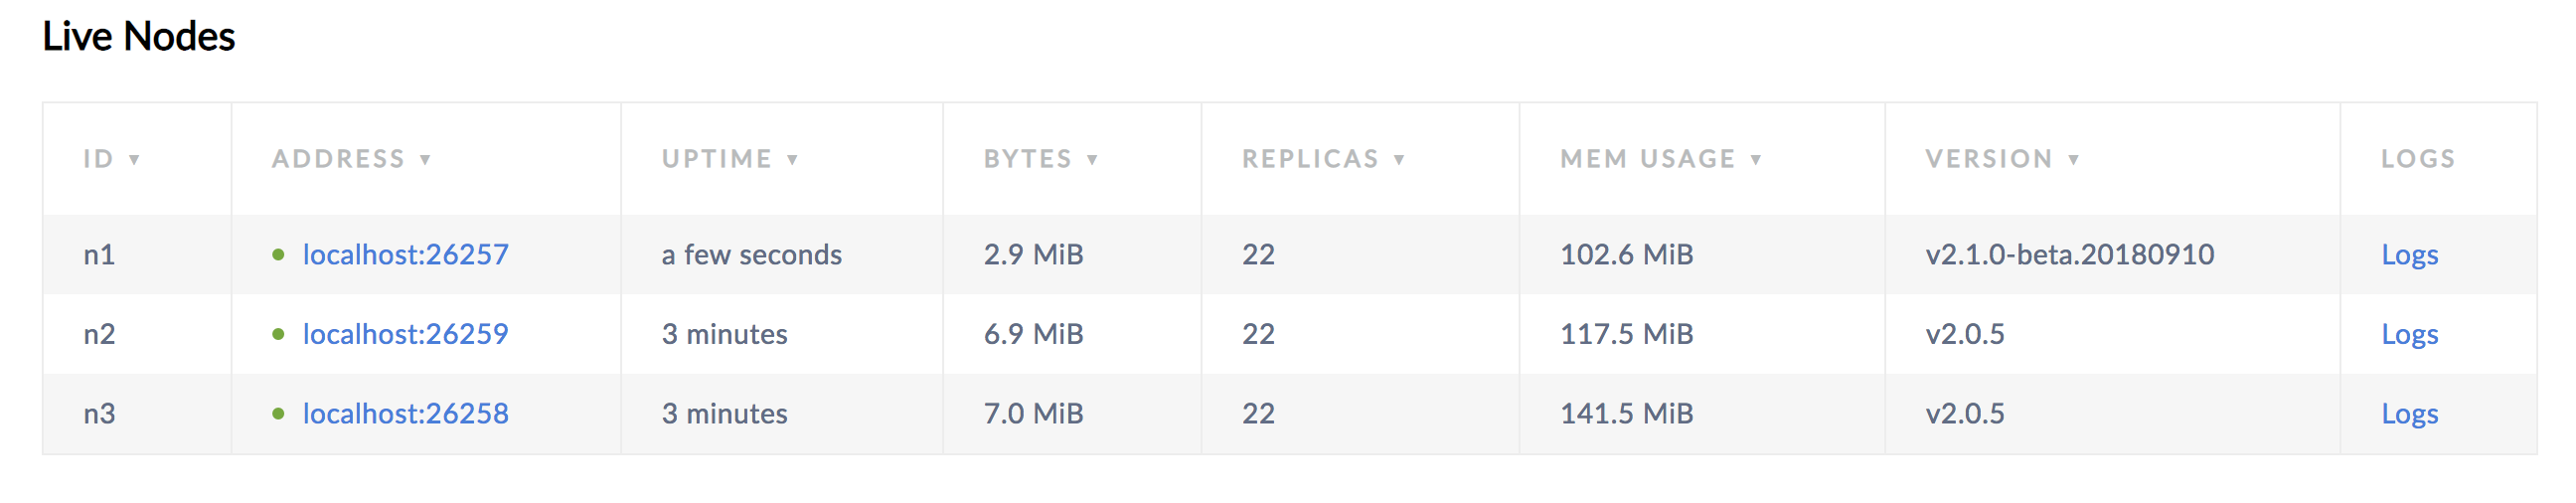 Live Nodes
ID ▼ ADDRESS ▼ UPTIME ▼ BYTES ▼ REPLICAS ▼ MEM USAGE ▼ VERSION ▼ LOGS
n1 localhost:26257 a few seconds 2.9 MiB 22 102.6 MiB v2.1.0-beta.20180910 Logs
n2 localhost:26259 3 minutes 6.9 MiB 22 117.5 MiB v2.0.5 Logs
n3 localhost:26258 3 minutes 7.0 MiB 22 141.5 MiB v2.0.5 Logs